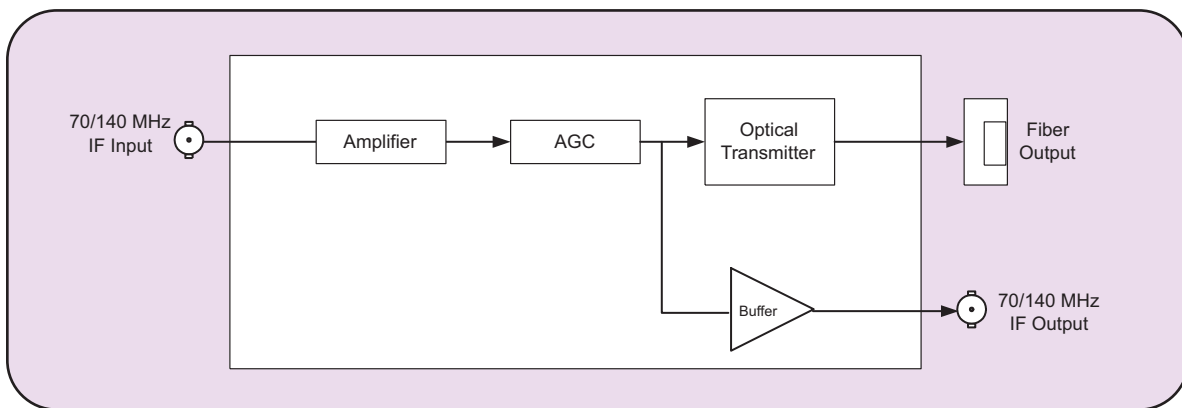 70/140 MHz
IF Input
Amplifier
AGC
Optical
Transmitter
Fiber
Output
Buffer
70/140 MHz
IF Output